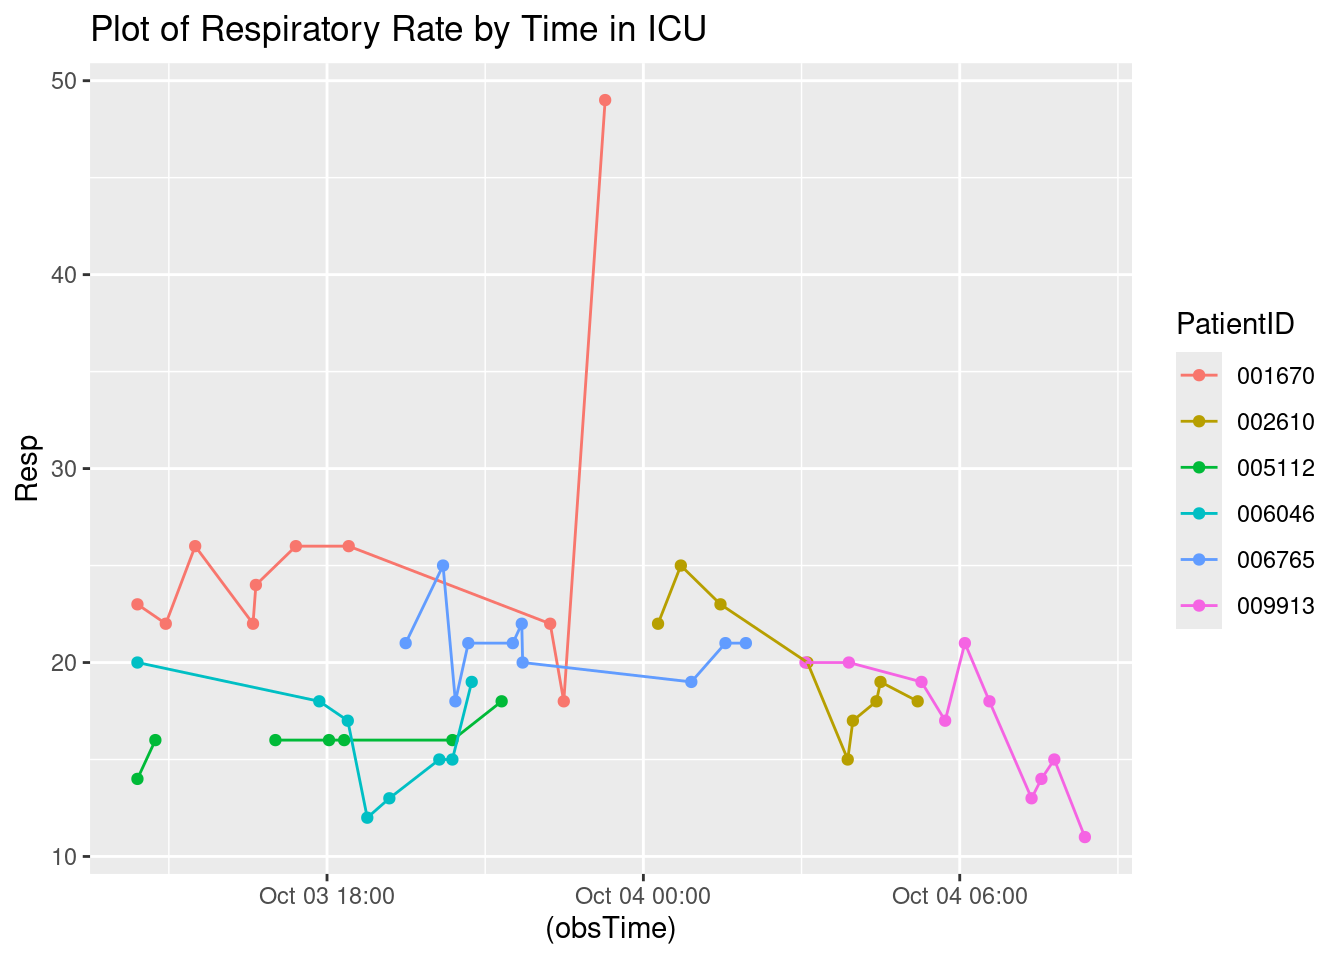 Plot of Respiratory Rate by Time in ICU
50
40
30
20
10
Resp
Oct 03 18:00
Oct 04 00:00
Oct 04 06:00
(obsTime)
PatientID
001670
002610
005112
006046
006765
009913